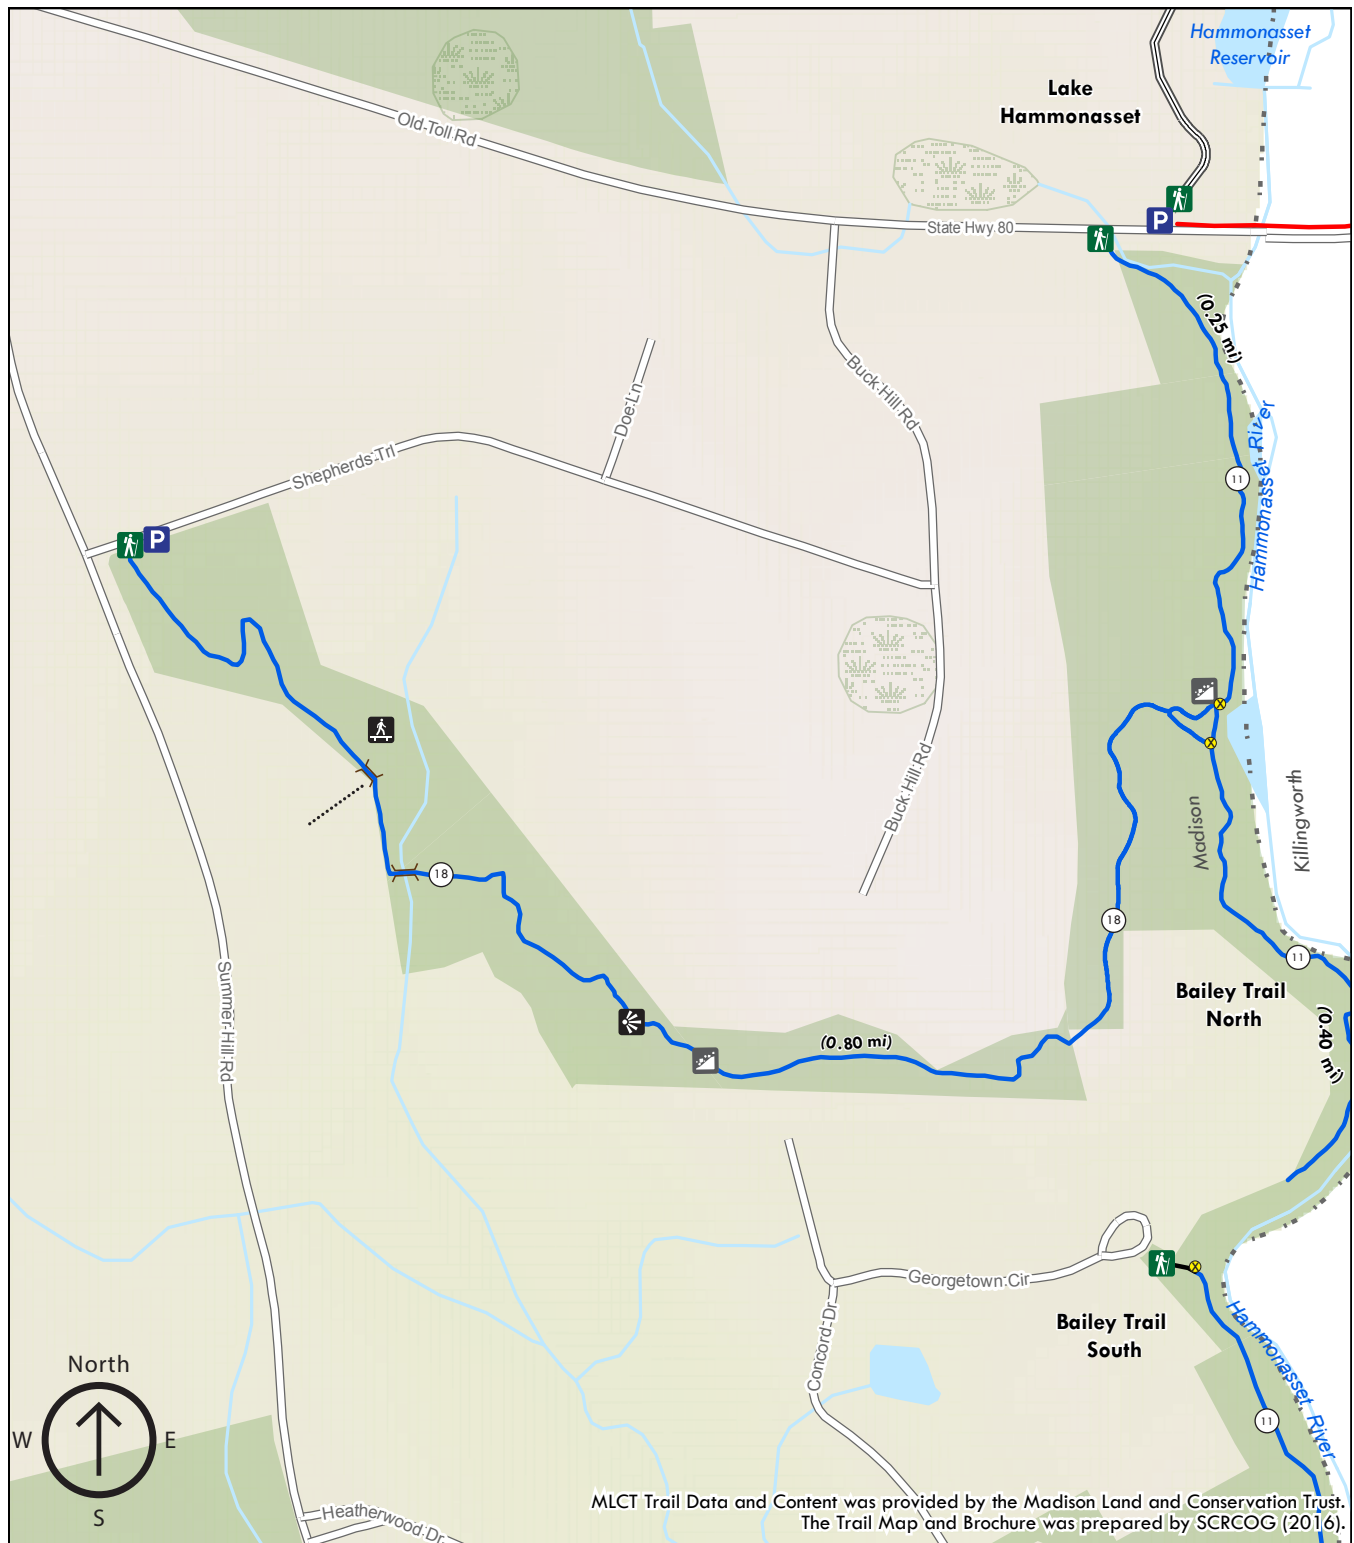 Hammonasset
Reservoir
Lake
Hammonasset
Old Toll Rd
P
State Hwy 80
(0.25 mi)
Buck Hill Rd
Doe Ln
Hammonasset River
Shepherds Trl
11
P
X
X
Buck Hill Rd
Madison
Killingworth
18
18
11
Summer Hill Rd
Bailey Trail
North
(0.40 mi)
(0.80 mi)
X
Georgetown Cir
Bailey Trail
South
Hammonasset River
Concord Dr
North
W
E
S
11
Heatherwood Dr
MLCT Trail Data and Content was provided by the Madison Land and Conservation Trust.
The Trail Map and Brochure was prepared by SCRCOG (2016).